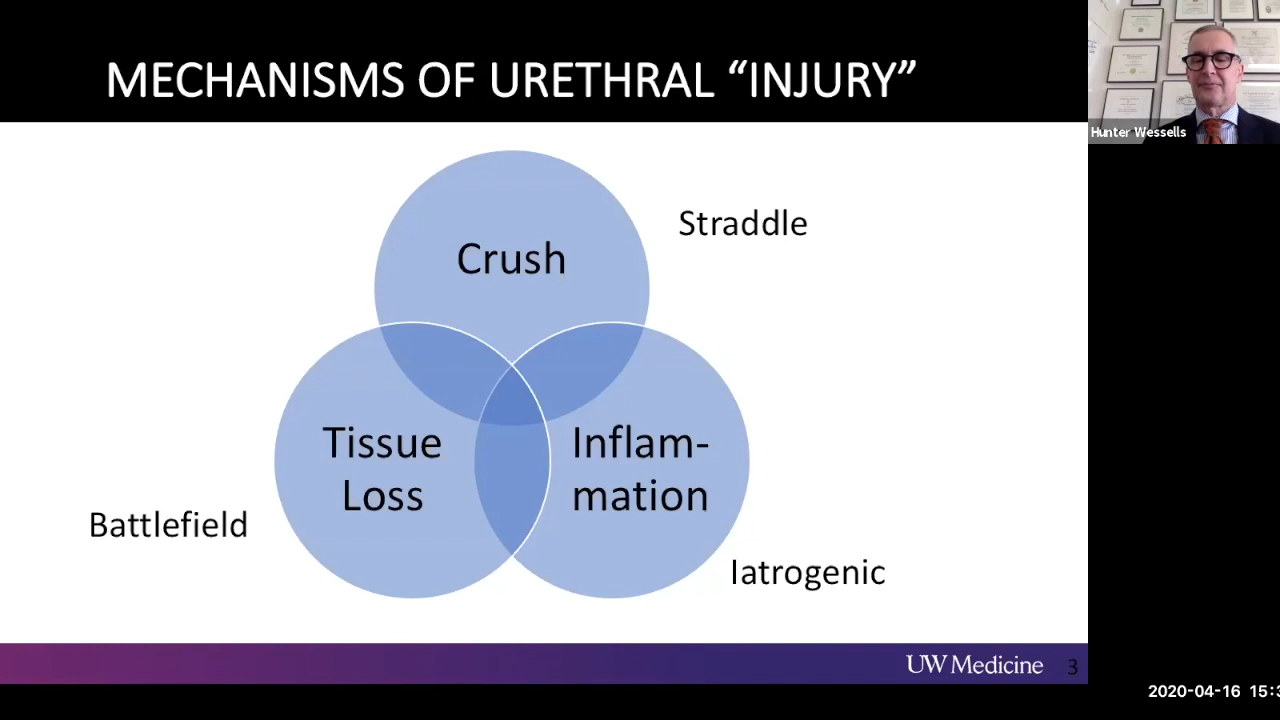 MECHANISMS OF URETHRAL “INJURY”
Hunter Wessells
Crush
Straddle
Tissue
Loss
Inflam-
mation
Battlefield
Iatrogenic
UW Medicine
3
2020-04-16 15:3